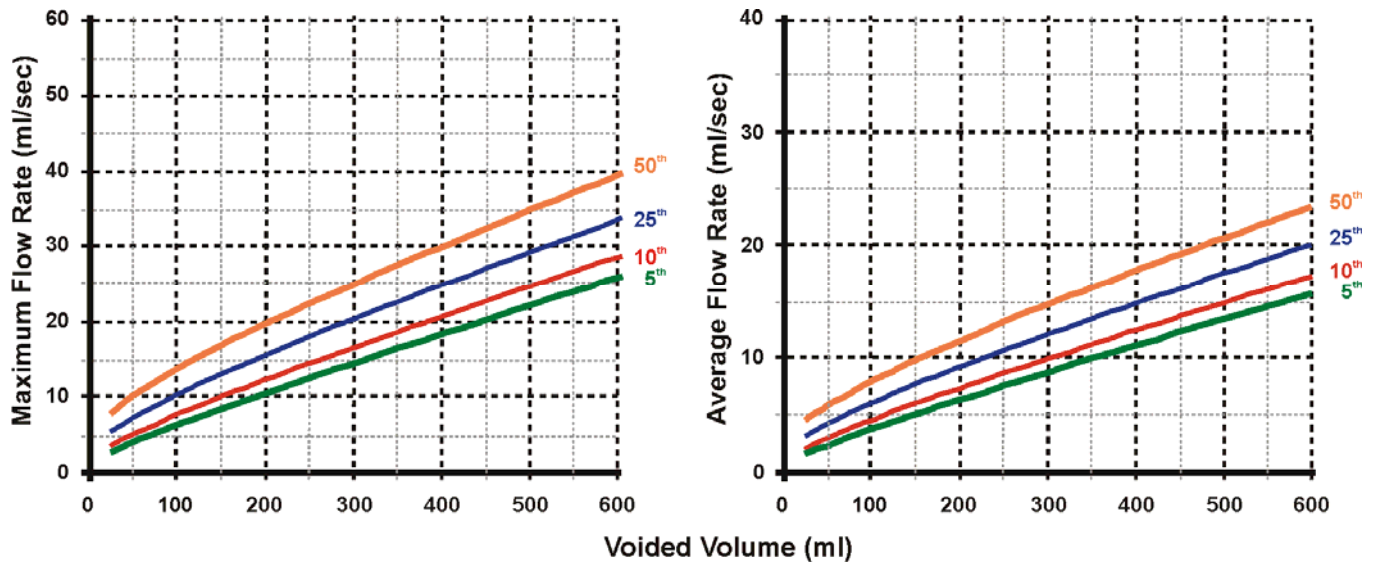 Maximum Flow Rate (ml/sec)
60
50
40
30
20
10
0
0 100 200 300 400 500 600
50th
25th
10th
5th
Average Flow Rate (ml/sec)
40
30
20
10
0
0 100 200 300 400 500 600
50th
25th
10th
5th
Voided Volume (ml)